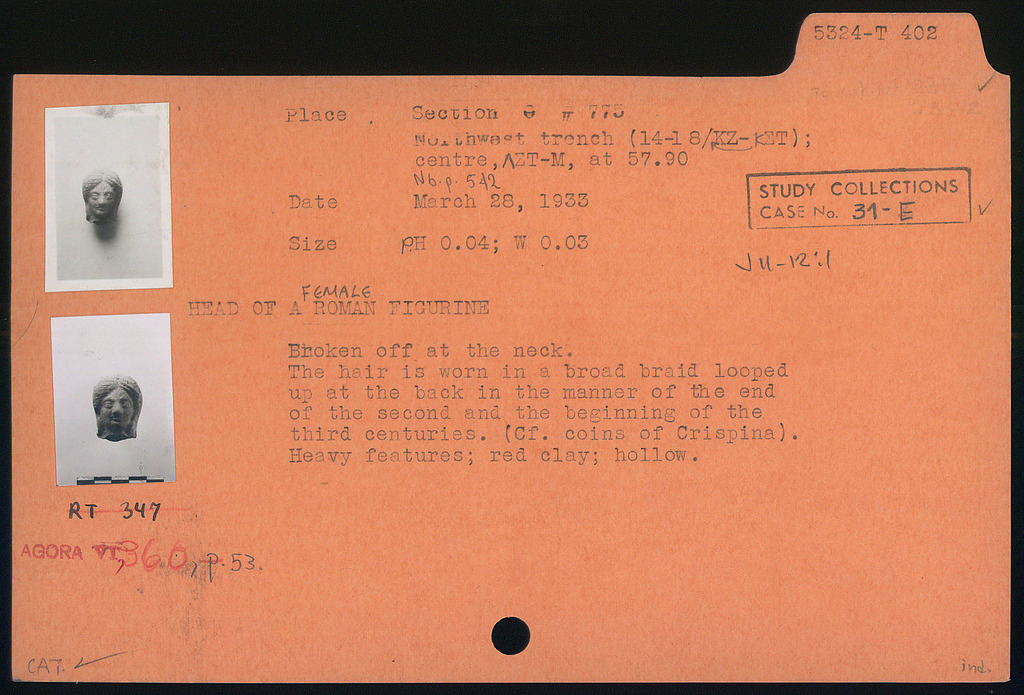 5324-T 402
Place . Section Θ # 775
Northwest trench (14-18/KZ-KET);
centre, ΛZT-M, at 57.90
Nb.p. 542
Date March 28, 1933
STUDY COLLECTIONS
CASE No. 31-E
Size PH 0.04; W 0.03
FEMALE
HEAD OF A ROMAN FIGURINE
Broken off at the neck.
The hair is worn in a broad braid looped
up at the back in the manner of the end
of the second and the beginning of the
third centuries. (Cf. coins of Crispina).
Heavy features; red clay; hollow.
RT 347
AGORA VI, 360, p. 53.
CAT.
ind.